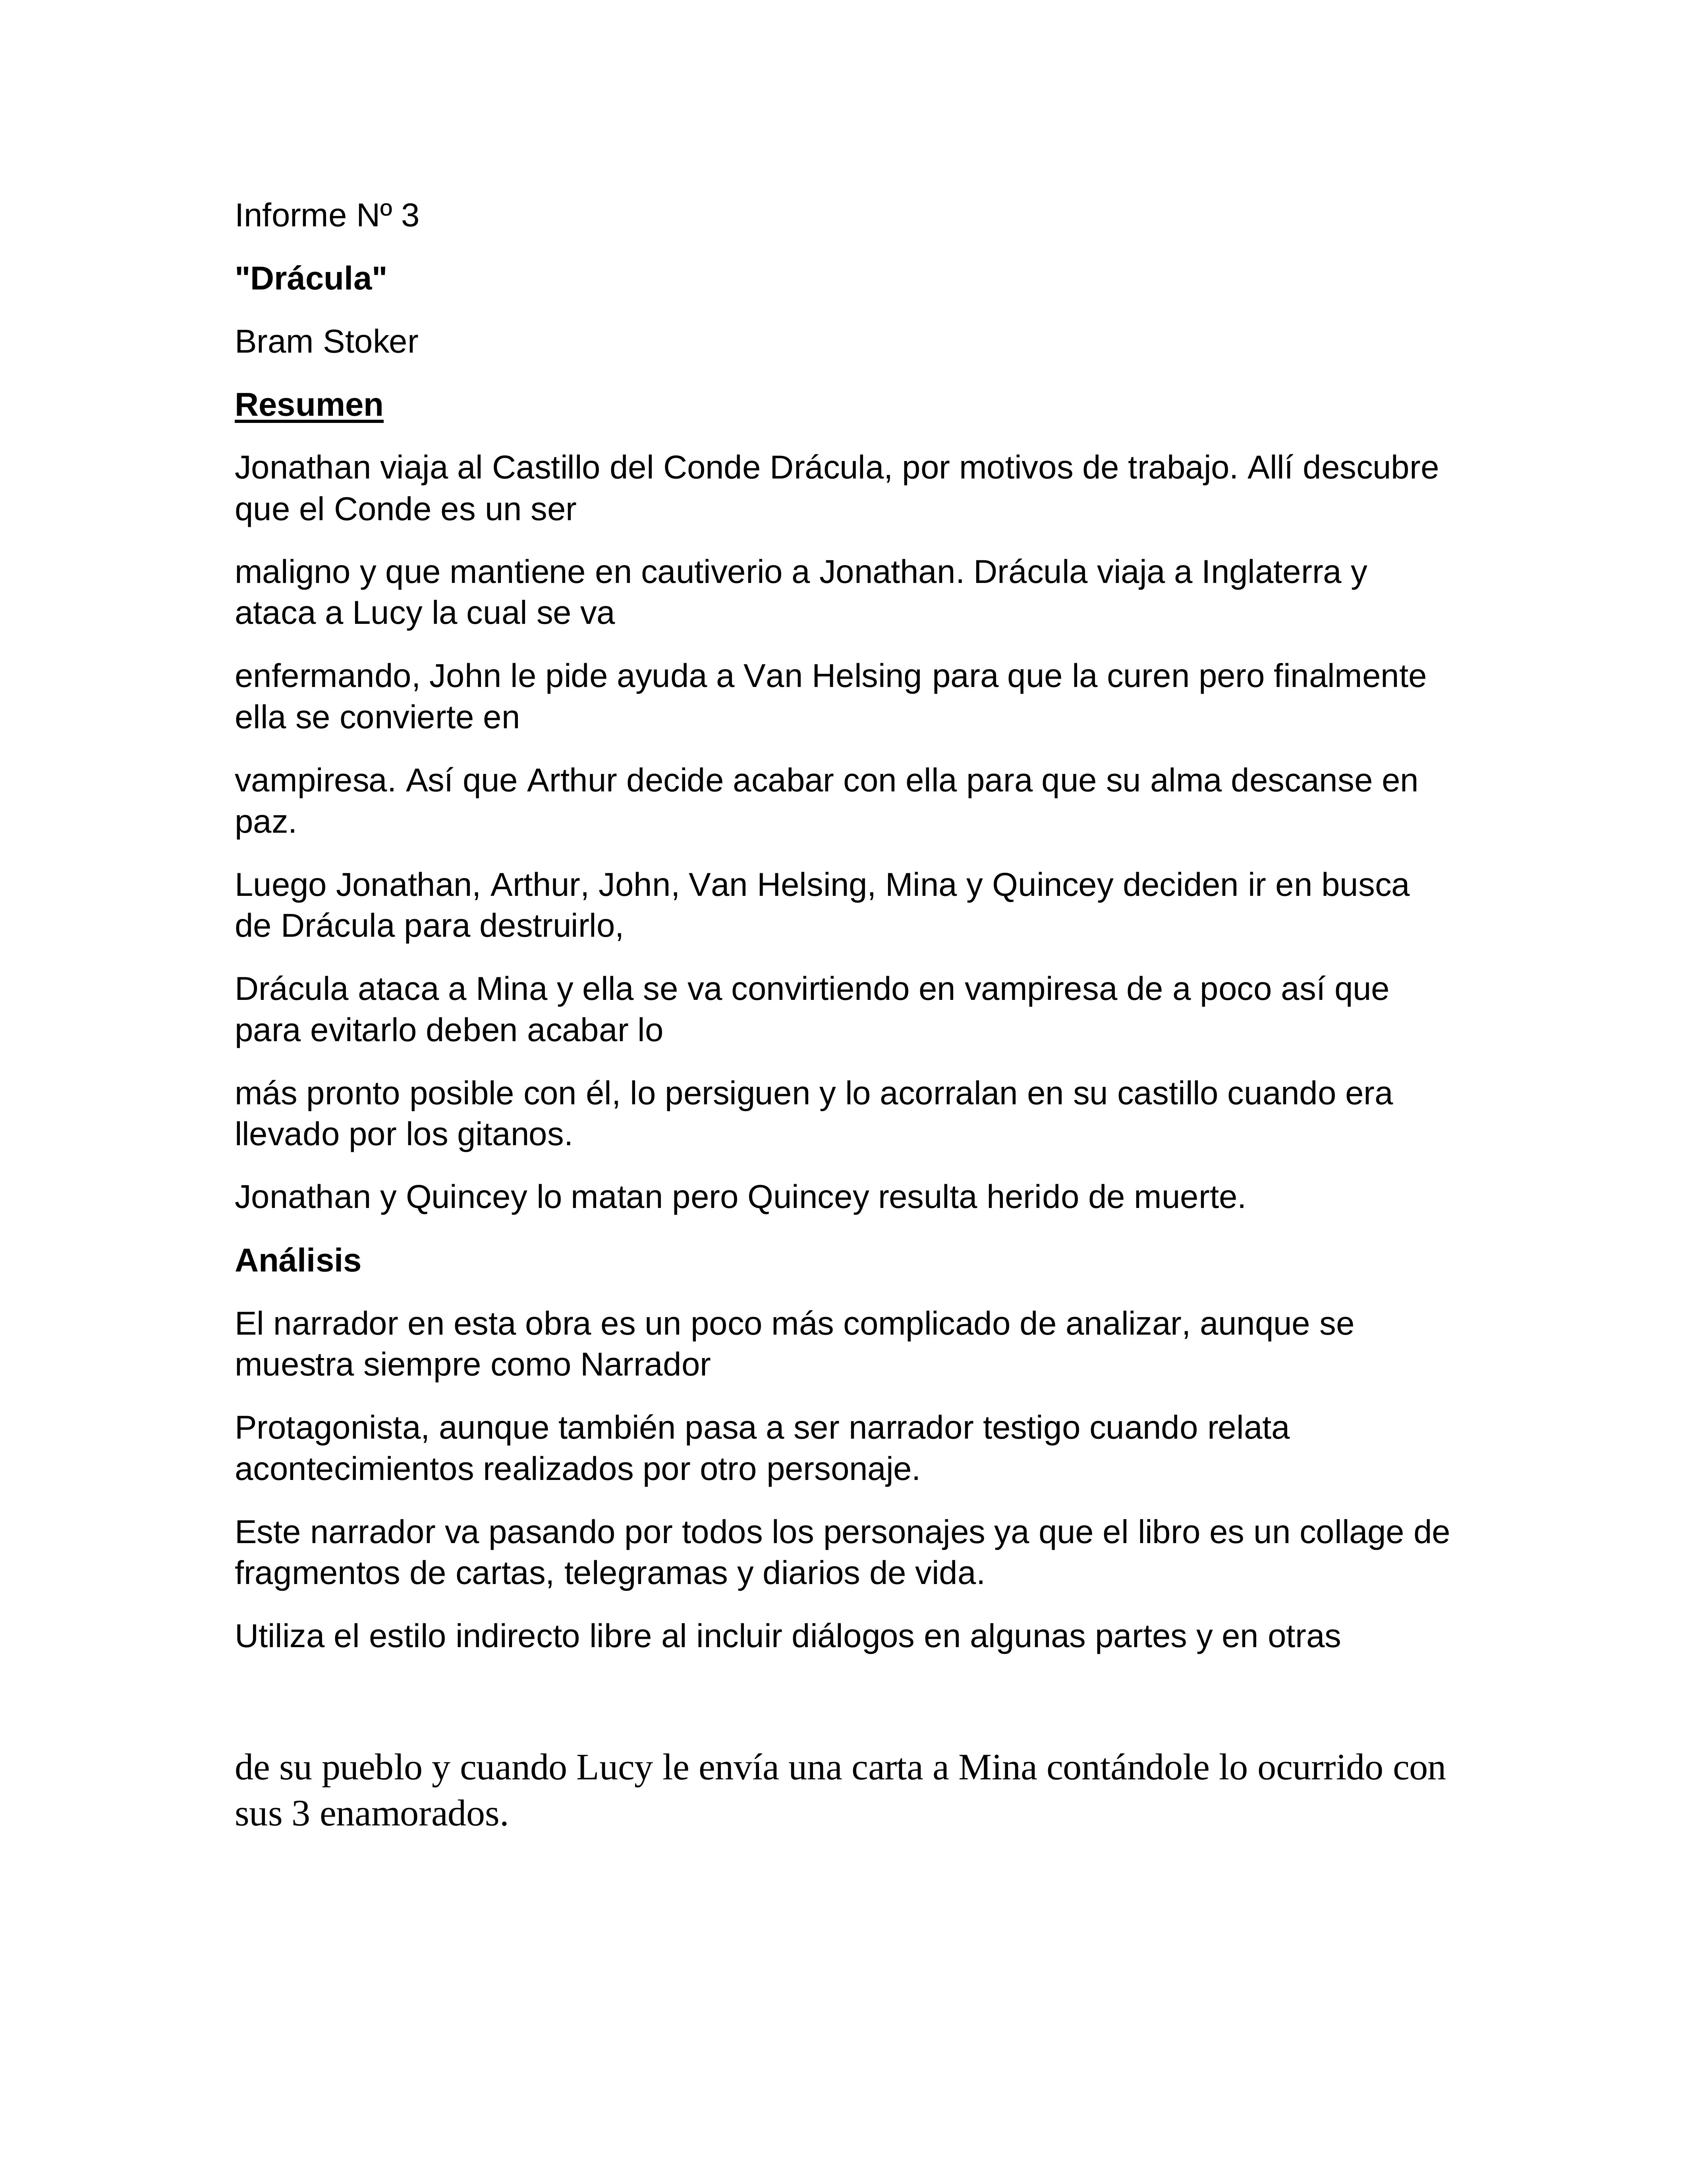 Informe Nº 3
"Drácula"
Bram Stoker
Resumen
Jonathan viaja al Castillo del Conde Drácula, por motivos de trabajo. Allí descubre
que el Conde es un ser
maligno y que mantiene en cautiverio a Jonathan. Drácula viaja a Inglaterra y
ataca a Lucy la cual se va
enfermando, John le pide ayuda a Van Helsing para que la curen pero finalmente
ella se convierte en
vampiresa. Así que Arthur decide acabar con ella para que su alma descanse en
paz.
Luego Jonathan, Arthur, John, Van Helsing, Mina y Quincey deciden ir en busca
de Drácula para destruirlo,
Drácula ataca a Mina y ella se va convirtiendo en vampiresa de a poco así que
para evitarlo deben acabar lo
más pronto posible con él, lo persiguen y lo acorralan en su castillo cuando era
llevado por los gitanos.
Jonathan y Quincey lo matan pero Quincey resulta herido de muerte.
Análisis
El narrador en esta obra es un poco más complicado de analizar, aunque se
muestra siempre como Narrador
Protagonista, aunque también pasa a ser narrador testigo cuando relata
acontecimientos realizados por otro personaje.
Este narrador va pasando por todos los personajes ya que el libro es un collage de
fragmentos de cartas, telegramas y diarios de vida.
Utiliza el estilo indirecto libre al incluir diálogos en algunas partes y en otras
de su pueblo y cuando Lucy le envía una carta a Mina contándole lo ocurrido con
sus 3 enamorados.